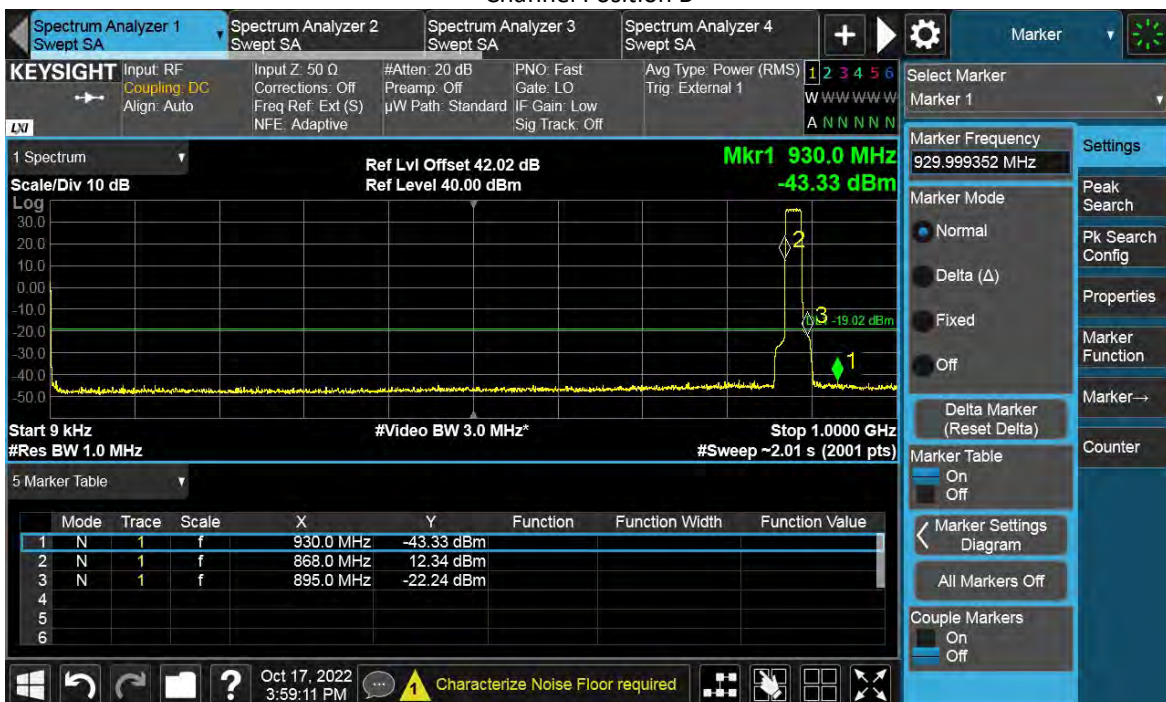 Channel Position B
Spectrum Analyzer 1
Swept SA
Spectrum Analyzer 2
Swept SA
Spectrum Analyzer 3
Swept SA
Spectrum Analyzer 4
Swept SA
Marker
KEYSIGHT
LXI
Input: RF
Coupling: DC
Align: Auto
Input Z: 50 Ω
Corrections: Off
Freq Ref: Ext (S)
NFE: Adaptive
#Atten: 20 dB
Preamp: Off
µW Path: Standard
PNO: Fast
Gate: LO
IF Gain: Low
Sig Track: Off
Avg Type: Power (RMS)
Trig: External 1
1 2 3 4 5 6
W W W W W W
A N N N N N
Select Marker
Marker 1
1 Spectrum
Scale/Div 10 dB
Ref Lvl Offset 42.02 dB
Ref Level 40.00 dBm
Mkr1 930.0 MHz
-43.33 dBm
Log
30.0
20.0
10.0
0.00
-10.0
-20.0
-30.0
-40.0
-50.0
2
3
-19.02 dBm
1
Start 9 kHz
#Res BW 1.0 MHz
#Video BW 3.0 MHz*
Stop 1.0000 GHz
#Sweep ~2.01 s (2001 pts)
5 Marker Table
Mode Trace Scale X Y Function Function Width Function Value
1 N 1 f 930.0 MHz -43.33 dBm
2 N 1 f 868.0 MHz 12.34 dBm
3 N 1 f 895.0 MHz -22.24 dBm
4
5
6
Marker Frequency
929.999352 MHz
Marker Mode
Normal
Delta (Δ)
Fixed
Off
Delta Marker
(Reset Delta)
Marker Table
On
Off
Marker Settings
Diagram
All Markers Off
Couple Markers
On
Off
Settings
Peak
Search
Pk Search
Config
Properties
Marker
Function
Marker→
Counter
?
Oct 17, 2022
3:59:11 PM
1
Characterize Noise Floor required